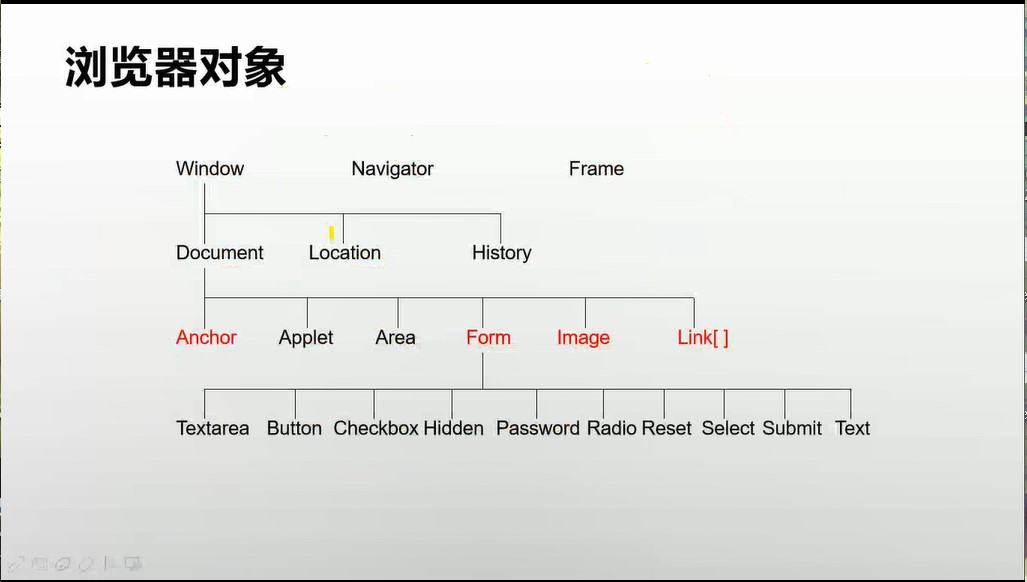 浏览器对象
Window Navigator Frame
Document Location History
Anchor Applet Area Form Image Link[ ]
Textarea Button Checkbox Hidden Password Radio Reset Select Submit Text